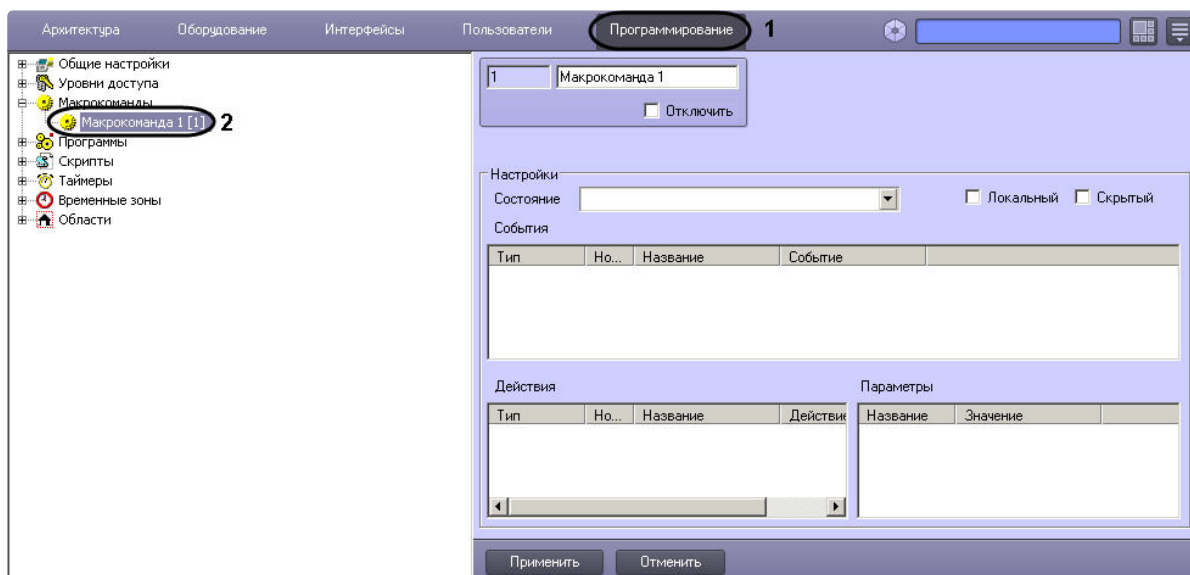 Архитектура Оборудование Интерфейсы Пользователи Программирование 1
Общие настройки
Уровни доступа
Макрокоманды
Макрокоманда 1 [1] 2
Программы
Скрипты
Таймеры
Временные зоны
Области
1 Макрокоманда 1
Отключить
Настройки
Состояние Локальный Скрытый
События
Тип Но... Название Событие
Действия Параметры
Тип Но... Название Действие Название Значение
Применить Отменить